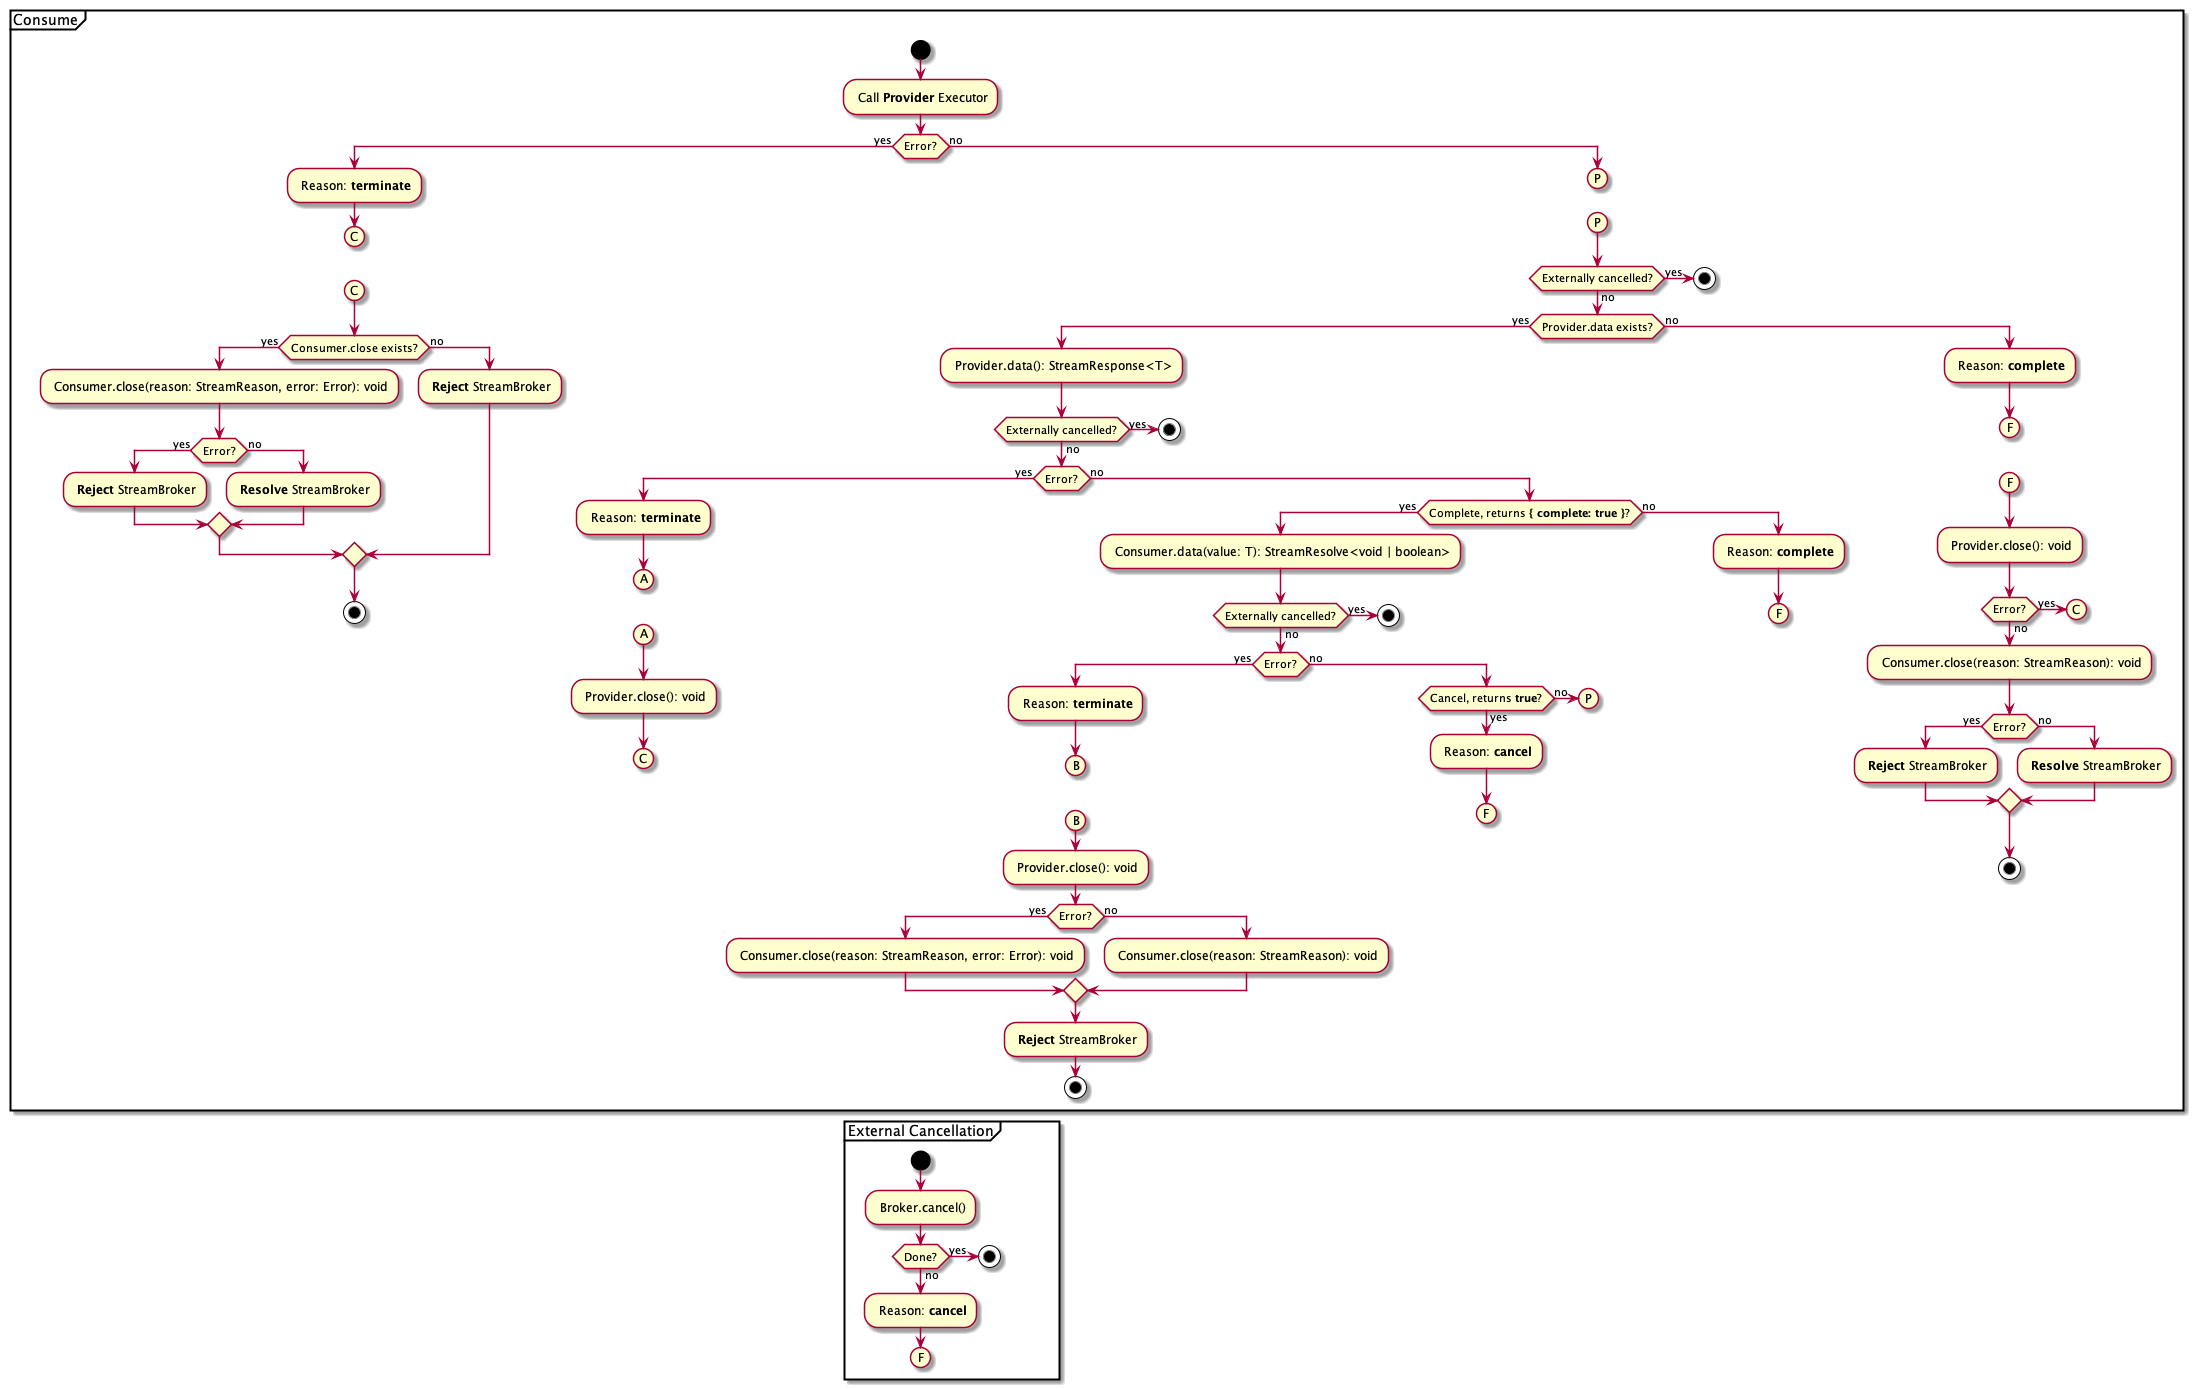 Consume
Call Provider Executor
yes
Error?
no
Reason: terminate
P
C
P
C
Externally cancelled?
yes
no
yes
Provider.data exists?
no
yes
Consumer.close exists?
no
Provider.data(): StreamResponse<T>
Reason: complete
Consumer.close(reason: StreamReason, error: Error): void
Reject StreamBroker
Externally cancelled?
yes
F
no
yes
Error?
no
yes
Error?
no
F
Reject StreamBroker
Resolve StreamBroker
Reason: terminate
yes
Complete, returns { complete: true }?
no
Provider.close(): void
Consumer.data(value: T): StreamResolve<void | boolean>
Reason: complete
A
Error?
yes
C
Externally cancelled?
yes
F
no
no
A
yes
Error?
no
Consumer.close(reason: StreamReason): void
Provider.close(): void
Reason: terminate
Cancel, returns true?
no
P
yes
yes
Error?
no
C
Reason: cancel
Reject StreamBroker
Resolve StreamBroker
B
F
B
Provider.close(): void
yes
Error?
no
Consumer.close(reason: StreamReason, error: Error): void
Consumer.close(reason: StreamReason): void
Reject StreamBroker
External Cancellation
Broker.cancel()
Done?
yes
no
Reason: cancel
F